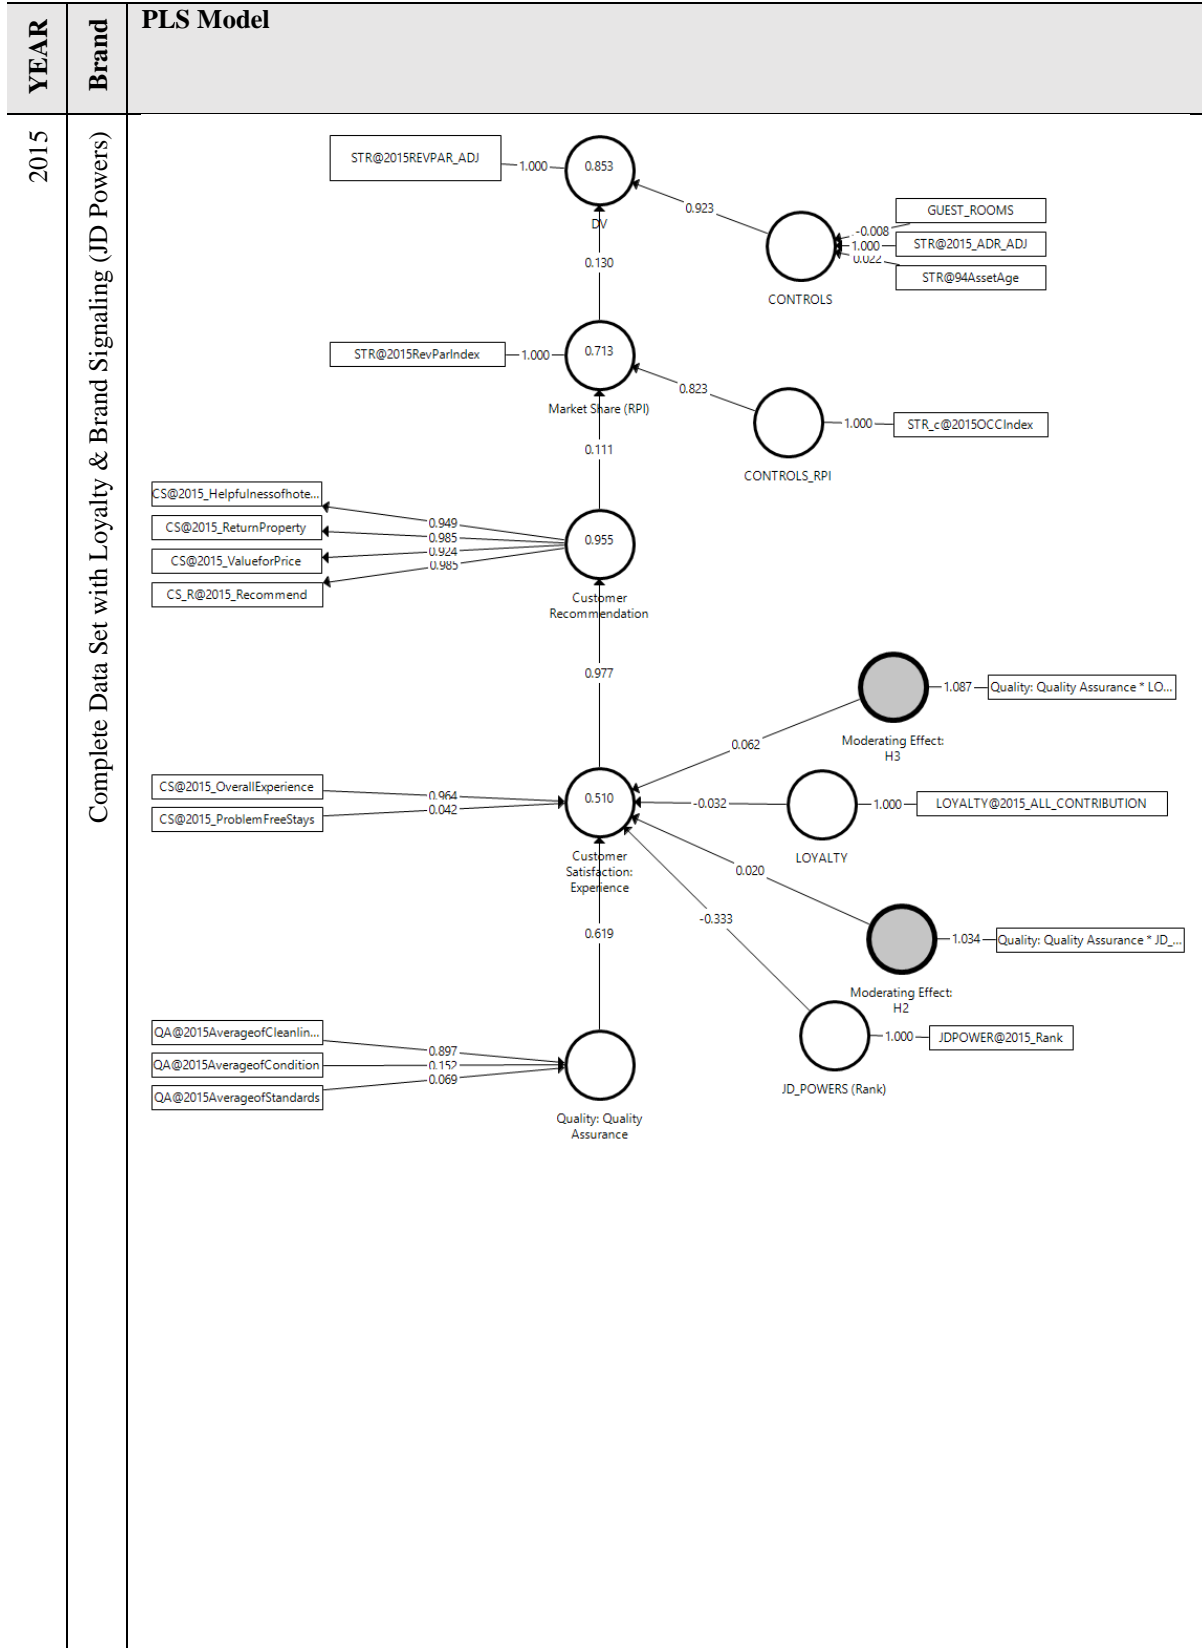 YEAR
Brand
PLS Model
2015
Complete Data Set with Loyalty & Brand Signaling (JD Powers)
STR@2015REVPAR_ADJ
1.000
0.853
DV
0.923
GUEST_ROOMS
-0.008
STR@2015_ADR_ADJ
1.000
0.022
STR@94AssetAge
CONTROLS
0.130
STR@2015RevParIndex
1.000
0.713
Market Share (RPI)
0.823
1.000
STR_c@2015OCCIndex
CONTROLS_RPI
0.111
CS@2015_Helpfulnessofhote...
0.949
CS@2015_ReturnProperty
0.985
CS@2015_ValueforPrice
0.924
CS_R@2015_Recommend
0.985
0.955
Customer
Recommendation
0.977
1.087
Quality: Quality Assurance * LO...
Moderating Effect:
H3
0.062
CS@2015_OverallExperience
0.964
CS@2015_ProblemFreeStays
0.042
0.510
Customer
Satisfaction:
Experience
-0.032
1.000
LOYALTY@2015_ALL_CONTRIBUTION
LOYALTY
0.020
-0.333
1.034
Quality: Quality Assurance * JD_...
Moderating Effect:
H2
0.619
QA@2015AverageofCleanlin...
0.897
QA@2015AverageofCondition
0.152
QA@2015AverageofStandards
0.069
Quality: Quality
Assurance
1.000
JDPOWER@2015_Rank
JD_POWERS (Rank)